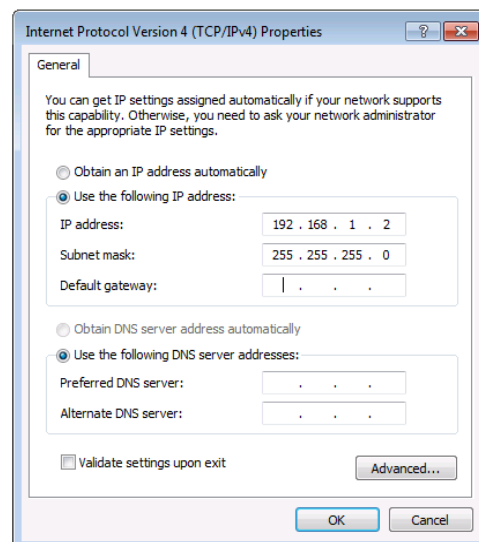 Internet Protocol Version 4 (TCP/IPv4) Properties
General
You can get IP settings assigned automatically if your network supports
this capability. Otherwise, you need to ask your network administrator
for the appropriate IP settings.
Obtain an IP address automatically
Use the following IP address:
IP address: 192 . 168 . 1 . 2
Subnet mask: 255 . 255 . 255 . 0
Default gateway: . . .
Obtain DNS server address automatically
Use the following DNS server addresses:
Preferred DNS server: . . .
Alternate DNS server: . . .
Validate settings upon exit
Advanced...
OK Cancel